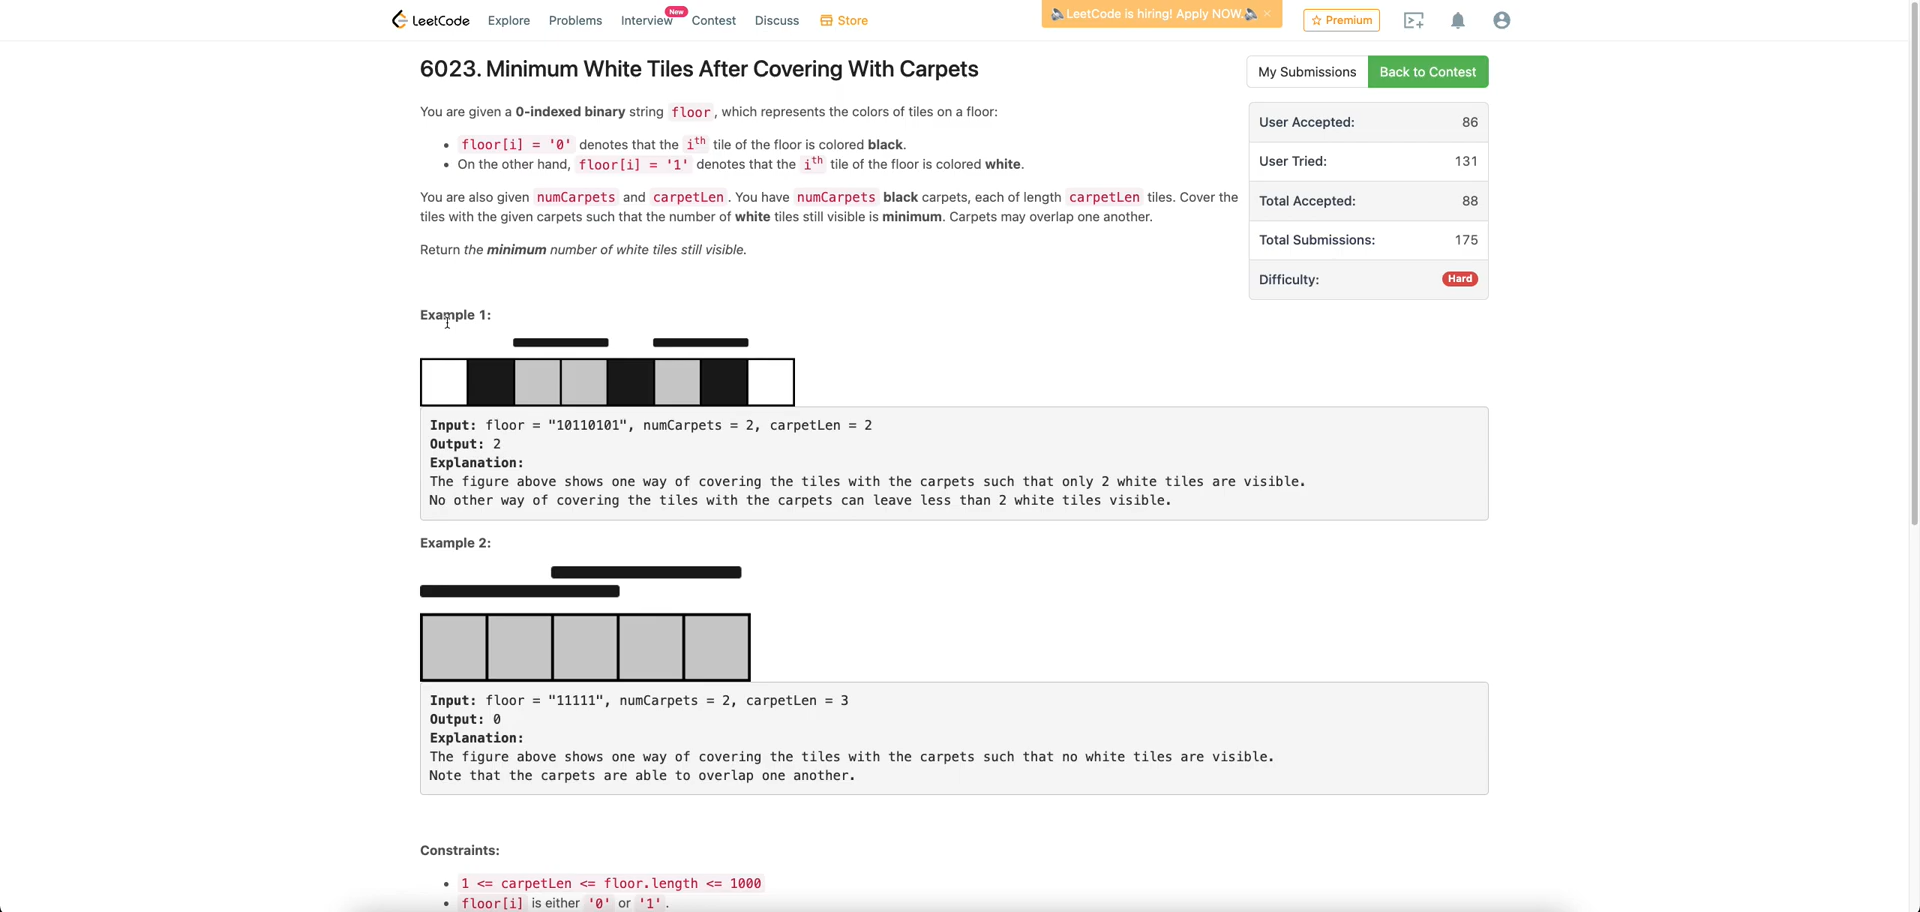 LeetCode Explore Problems Interview New Contest Discuss Store LeetCode is hiring! Apply NOW. × Premium
6023. Minimum White Tiles After Covering With Carpets
My Submissions Back to Contest
You are given a 0-indexed binary string floor, which represents the colors of tiles on a floor:
floor[i] = '0' denotes that the ith tile of the floor is colored black.
On the other hand, floor[i] = '1' denotes that the ith tile of the floor is colored white.
You are also given numCarpets and carpetLen. You have numCarpets black carpets, each of length carpetLen tiles. Cover the
tiles with the given carpets such that the number of white tiles still visible is minimum. Carpets may overlap one another.
Return the minimum number of white tiles still visible.
User Accepted: 86
User Tried: 131
Total Accepted: 88
Total Submissions: 175
Difficulty: Hard
Example 1:
Input: floor = "10110101", numCarpets = 2, carpetLen = 2
Output: 2
Explanation:
The figure above shows one way of covering the tiles with the carpets such that only 2 white tiles are visible.
No other way of covering the tiles with the carpets can leave less than 2 white tiles visible.
Example 2:
Input: floor = "11111", numCarpets = 2, carpetLen = 3
Output: 0
Explanation:
The figure above shows one way of covering the tiles with the carpets such that no white tiles are visible.
Note that the carpets are able to overlap one another.
Constraints:
1 <= carpetLen <= floor.length <= 1000
floor[i] is either '0' or '1'.